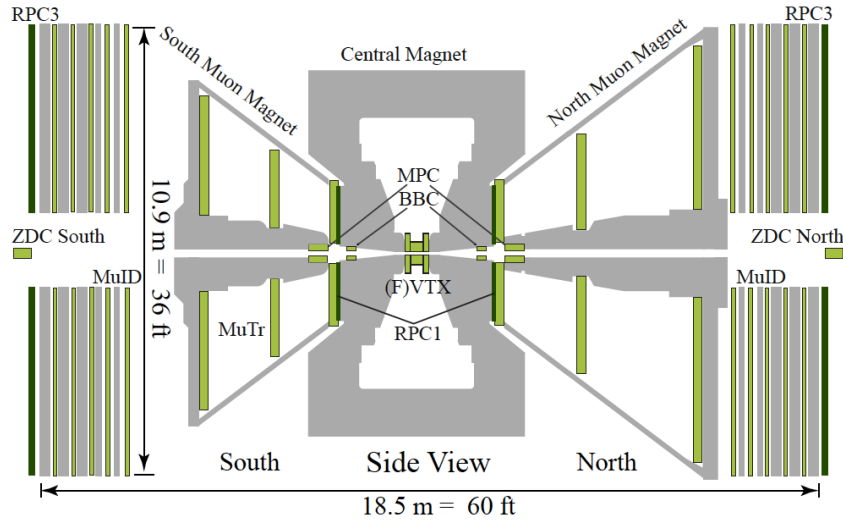 RPC3
South Muon Magnet
Central Magnet
North Muon Magnet
RPC3
MPC
BBC
10.9 m = 36 ft
ZDC South
ZDC North
MuID
(F)VTX
MuID
MuTr
RPC1
South
Side View
North
18.5 m = 60 ft